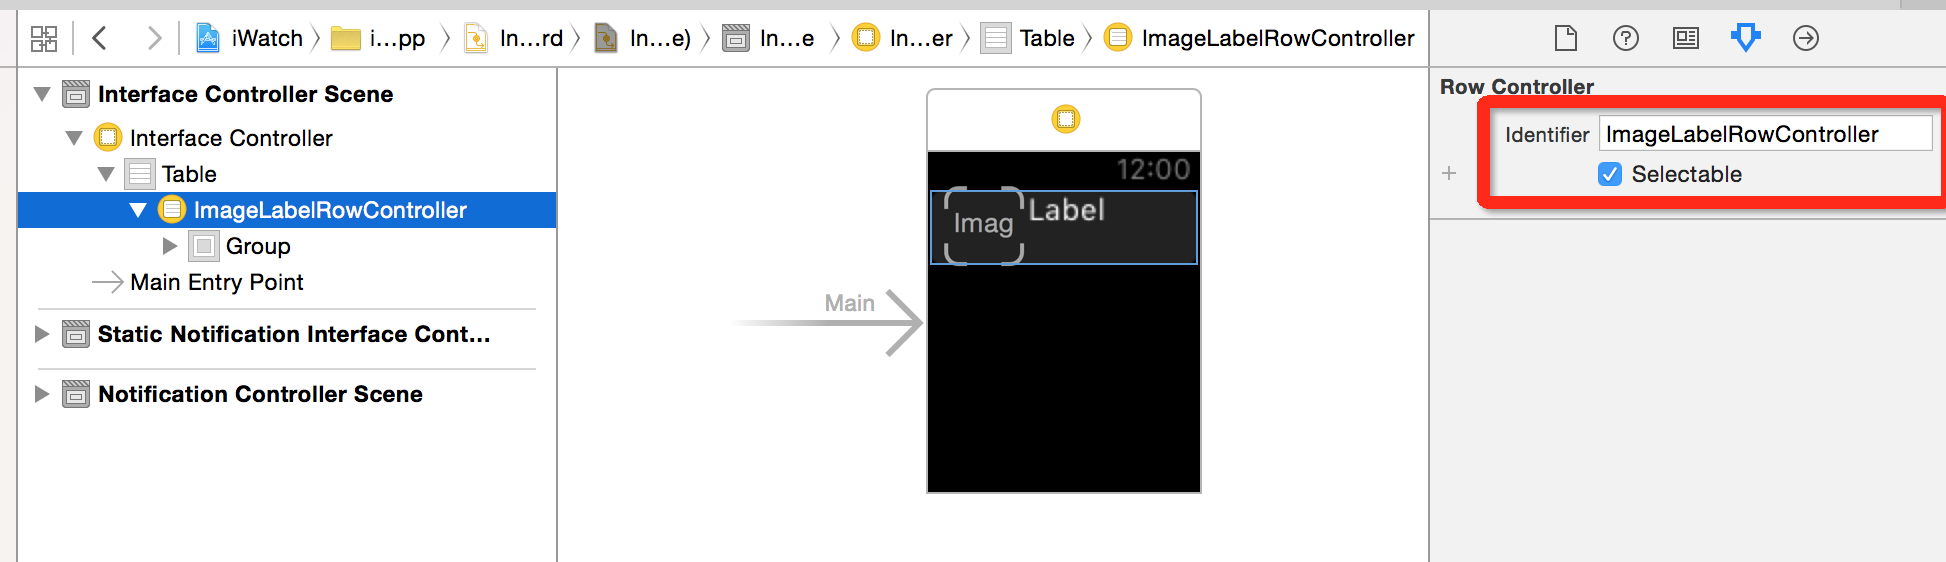 iWatch i...pp In...rd In...e) In...e In...er Table ImageLabelRowController
Interface Controller Scene
Interface Controller
Table
ImageLabelRowController
Group
Main Entry Point
Static Notification Interface Cont...
Notification Controller Scene
12:00
Imag
Label
Main
Row Controller
Identifier ImageLabelRowController
Selectable